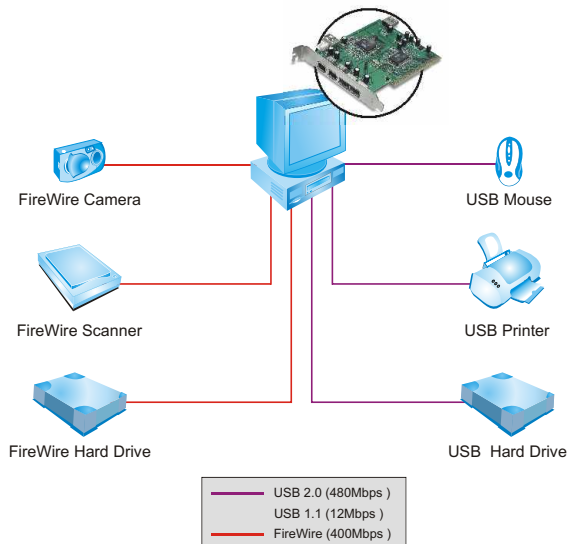 FireWire Camera
USB Mouse
FireWire Scanner
USB Printer
FireWire Hard Drive
USB Hard Drive
USB 2.0 (480Mbps )
USB 1.1 (12Mbps )
FireWire (400Mbps )